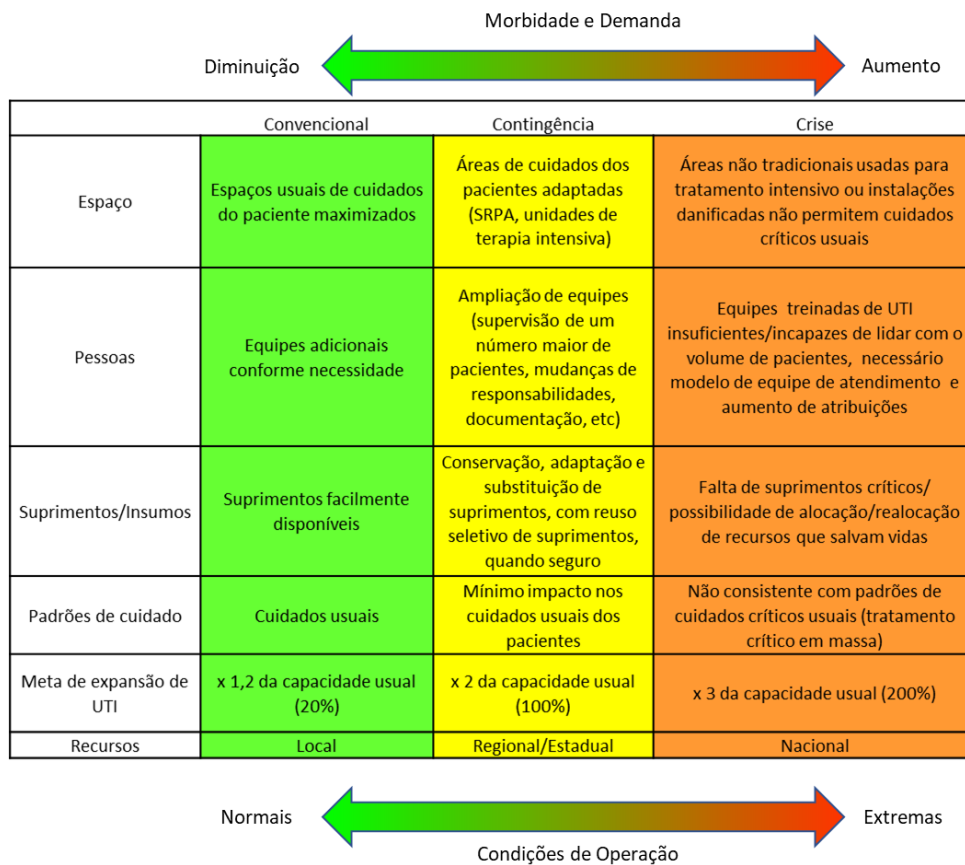 Morbidade e Demanda
Diminuição
Aumento
Convencional
Contingência
Crise
Espaço
Espaços usuais de cuidados
do paciente maximizados
Áreas de cuidados dos
pacientes adaptadas
(SRPA, unidades de
terapia intensiva)
Áreas não tradicionais usadas para
tratamento intensivo ou instalações
danificadas não permitem cuidados
críticos usuais
Pessoas
Equipes adicionais
conforme necessidade
Ampliação de equipes
(supervisão de um
número maior de
pacientes, mudanças de
responsabilidades,
documentação, etc)
Equipes treinadas de UTI
insuficientes/incapazes de lidar com o
volume de pacientes, necessário
modelo de equipe de atendimento e
aumento de atribuições
Suprimentos/Insumos
Suprimentos facilmente
disponíveis
Conservação, adaptação e
substituição de
suprimentos, com reuso
seletivo de suprimentos,
quando seguro
Falta de suprimentos críticos/
possibilidade de alocação/realocação
de recursos que salvam vidas
Padrões de cuidado
Cuidados usuais
Mínimo impacto nos
cuidados usuais dos
pacientes
Não consistente com padrões de
cuidados críticos usuais (tratamento
crítico em massa)
Meta de expansão de
UTI
x 1,2 da capacidade usual
(20%)
x 2 da capacidade usual
(100%)
x 3 da capacidade usual (200%)
Recursos
Local
Regional/Estadual
Nacional
Normais
Extremas
Condições de Operação